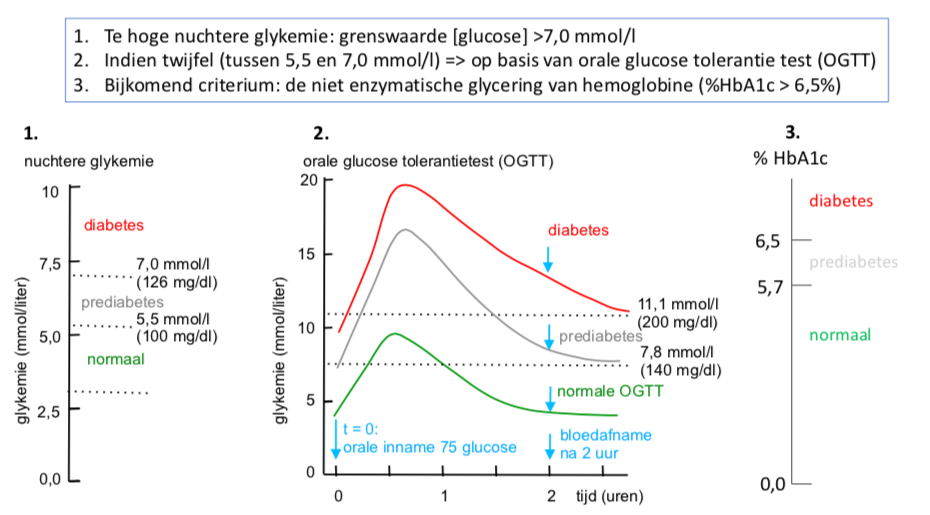 1. Te hoge nuchtere glykemie: grenswaarde [glucose] >7,0 mmol/l
2. Indien twijfel (tussen 5,5 en 7,0 mmol/l) => op basis van orale glucose tolerantie test (OGTT)
3. Bijkomend criterium: de niet enzymatische glycering van hemoglobine (%HbA1c > 6,5%)
1.
nuchtere glykemie
glykemie (mmol/liter)
10
7,5
5,0
2,5
0,0
diabetes
7,0 mmol/l
(126 mg/dl)
prediabetes
5,5 mmol/l
(100 mg/dl)
normaal
2.
orale glucose tolerantietest (OGTT)
glykemie (mmol/liter)
20
15
10
5
0
diabetes
11,1 mmol/l
(200 mg/dl)
prediabetes
7,8 mmol/l
(140 mg/dl)
normale OGTT
t = 0:
orale inname 75 glucose
bloedafname
na 2 uur
0
1
2
tijd (uren)
3.
% HbA1c
diabetes
6,5
prediabetes
5,7
normaal
0,0